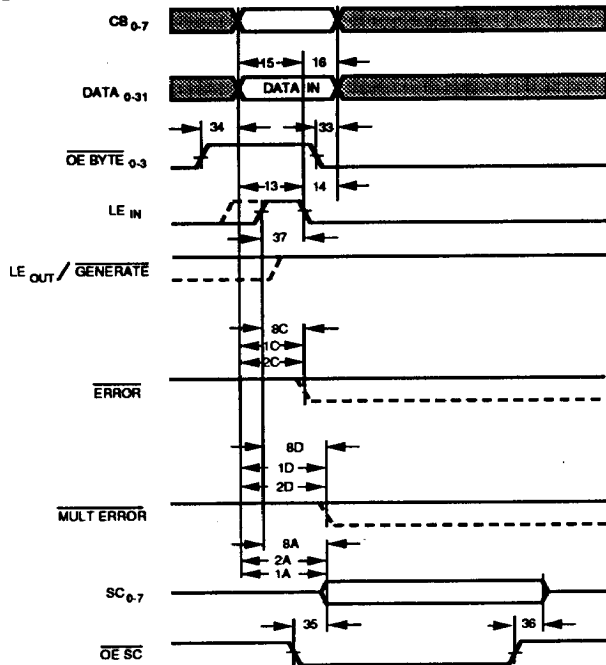 CB 0-7
15 16
DATA 0-31
DATA IN
34 33
OE BYTE 0-3
13 14
LE IN
37
LE OUT / GENERATE
8C
1C
2C
ERROR
8D
1D
2D
MULT ERROR
8A
2A
1A
SC 0-7
35 36
OE SC